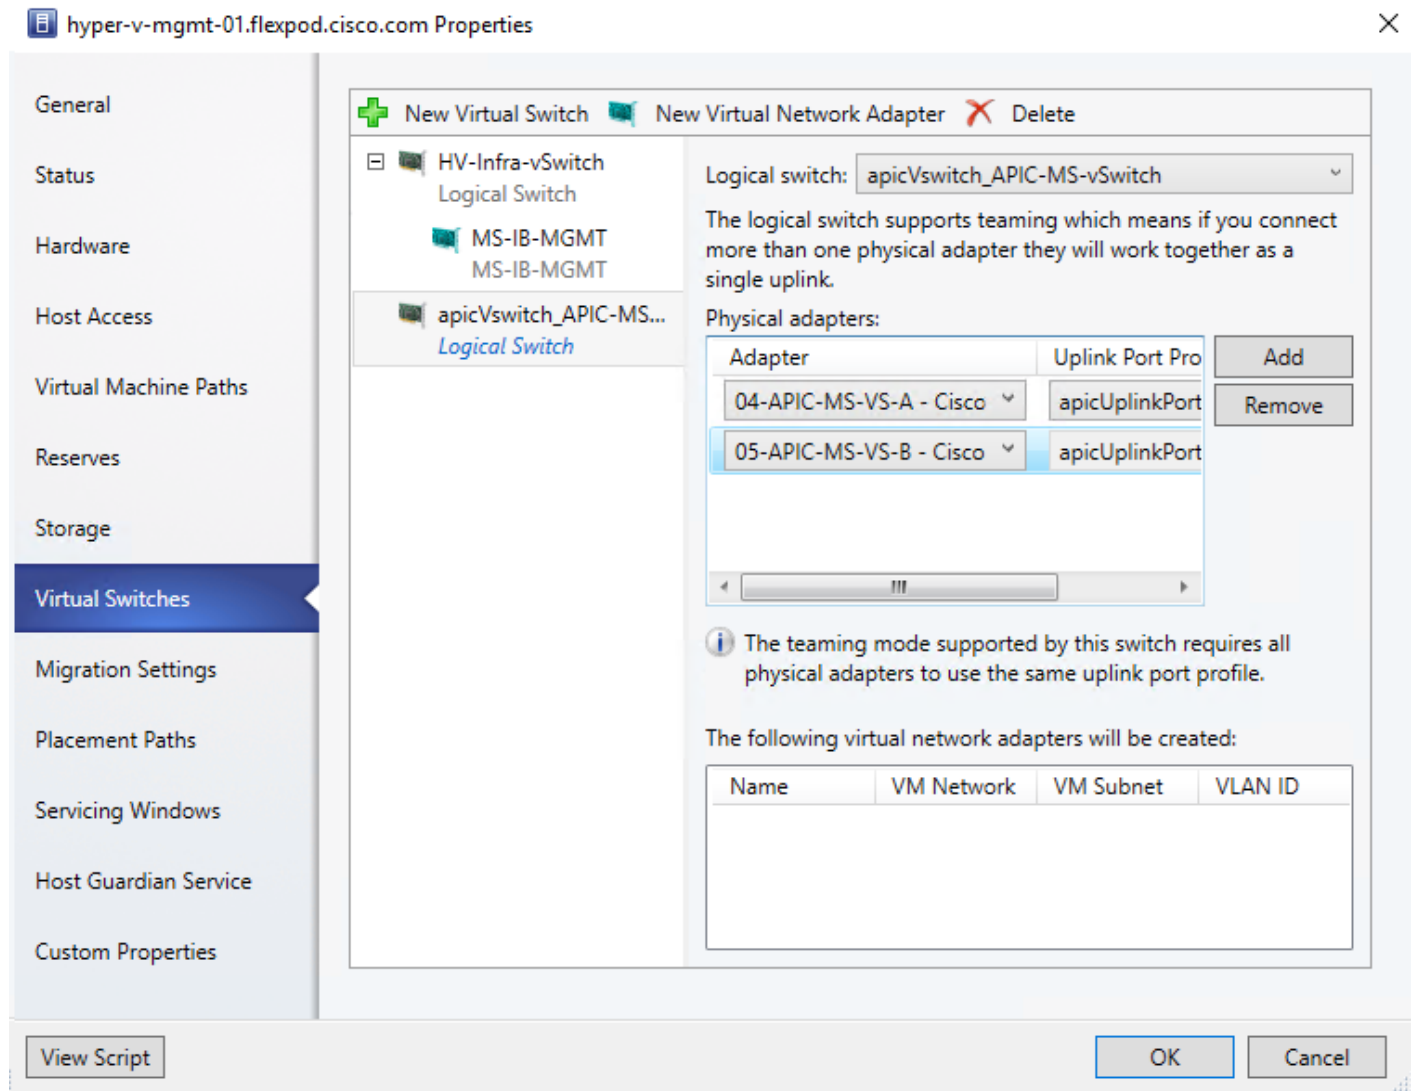 hyper-v-mgmt-01.flexpod.cisco.com Properties
General
Status
Hardware
Host Access
Virtual Machine Paths
Reserves
Storage
Virtual Switches
Migration Settings
Placement Paths
Servicing Windows
Host Guardian Service
Custom Properties
New Virtual Switch New Virtual Network Adapter Delete
HV-Infra-vSwitch
Logical Switch
MS-IB-MGMT
MS-IB-MGMT
apicVswitch_APIC-MS...
Logical Switch
Logical switch: apicVswitch_APIC-MS-vSwitch
The logical switch supports teaming which means if you connect
more than one physical adapter they will work together as a
single uplink.
Physical adapters:
Adapter Uplink Port Pro
04-APIC-MS-VS-A - Cisco apicUplinkPort
05-APIC-MS-VS-B - Cisco apicUplinkPort
Add
Remove
The teaming mode supported by this switch requires all
physical adapters to use the same uplink port profile.
The following virtual network adapters will be created:
Name VM Network VM Subnet VLAN ID
View Script OK Cancel